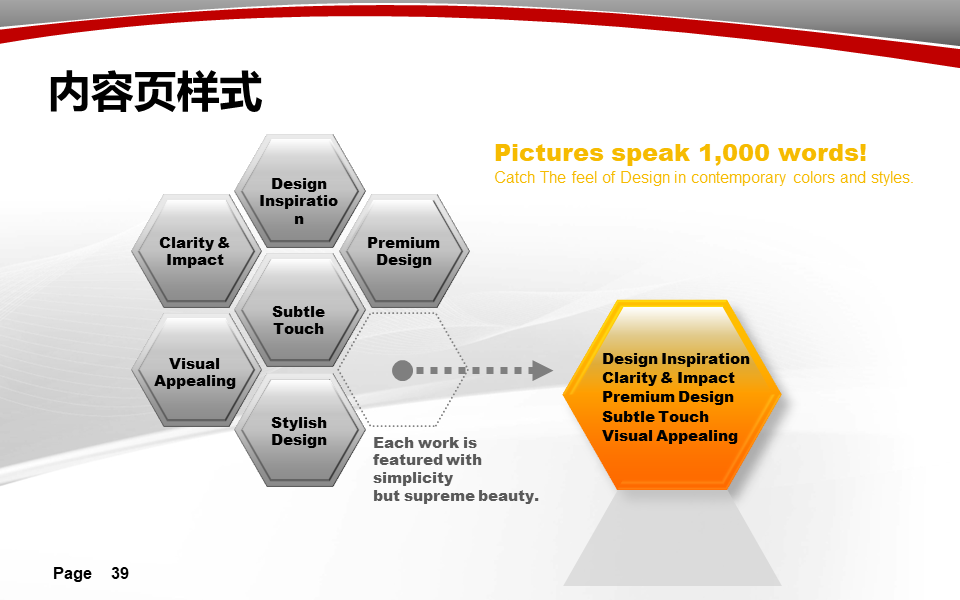 内容页样式
Pictures speak 1,000 words!
Catch The feel of Design in contemporary colors and styles.
Design
Inspiratio
n
Clarity &
Impact
Premium
Design
Subtle
Touch
Visual
Appealing
Stylish
Design
Each work is
featured with
simplicity
but supreme beauty.
Design Inspiration
Clarity & Impact
Premium Design
Subtle Touch
Visual Appealing
Page 39